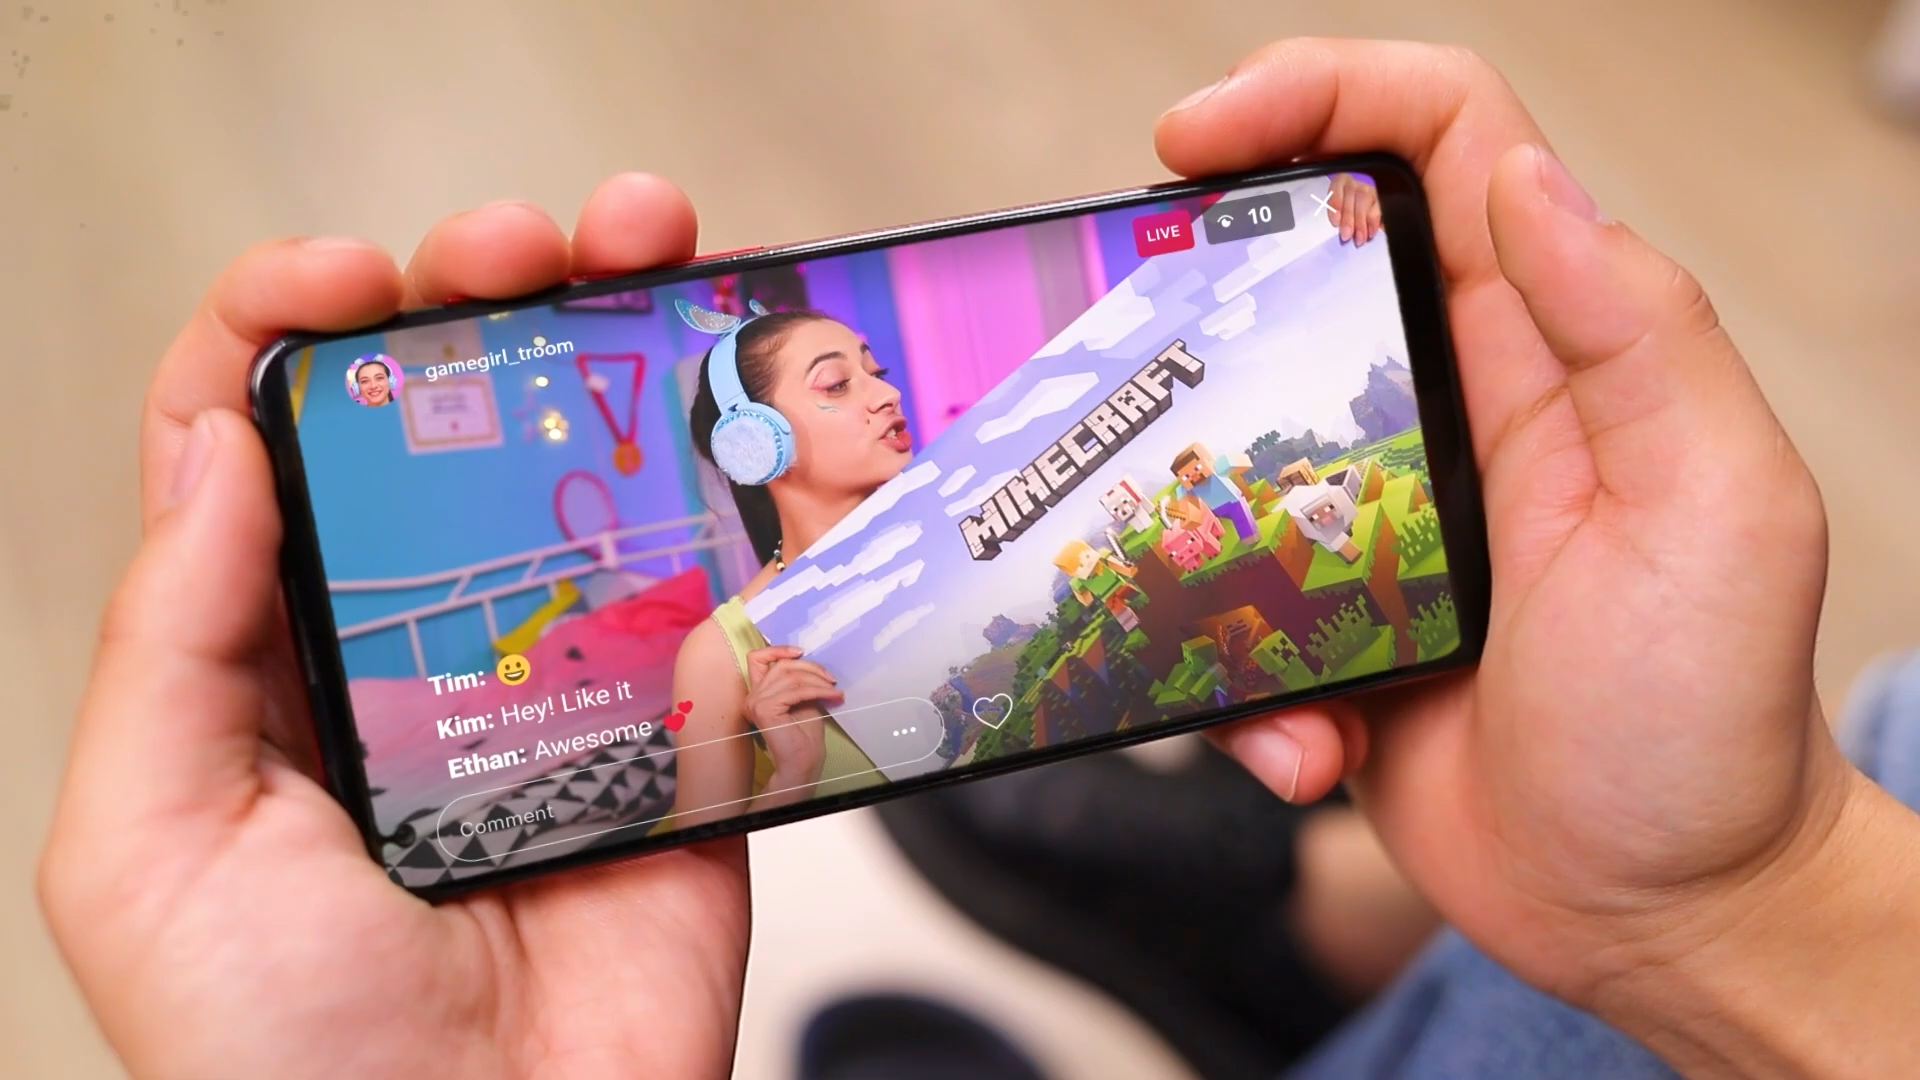 LIVE
10
gamegirl_troom
MINECRAFT
Tim: 😀
Kim: Hey! Like it
Ethan: Awesome 💕
Comment